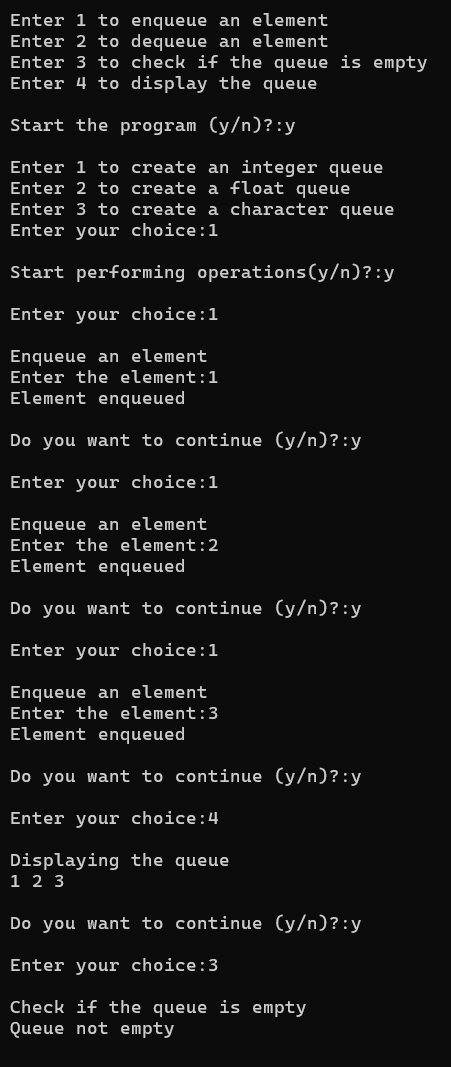 Enter 1 to enqueue an element
Enter 2 to dequeue an element
Enter 3 to check if the queue is empty
Enter 4 to display the queue
Start the program (y/n)?:y
Enter 1 to create an integer queue
Enter 2 to create a float queue
Enter 3 to create a character queue
Enter your choice:1
Start performing operations(y/n)?:y
Enter your choice:1
Enqueue an element
Enter the element:1
Element enqueued
Do you want to continue (y/n)?:y
Enter your choice:1
Enqueue an element
Enter the element:2
Element enqueued
Do you want to continue (y/n)?:y
Enter your choice:1
Enqueue an element
Enter the element:3
Element enqueued
Do you want to continue (y/n)?:y
Enter your choice:4
Displaying the queue
1 2 3
Do you want to continue (y/n)?:y
Enter your choice:3
Check if the queue is empty
Queue not empty